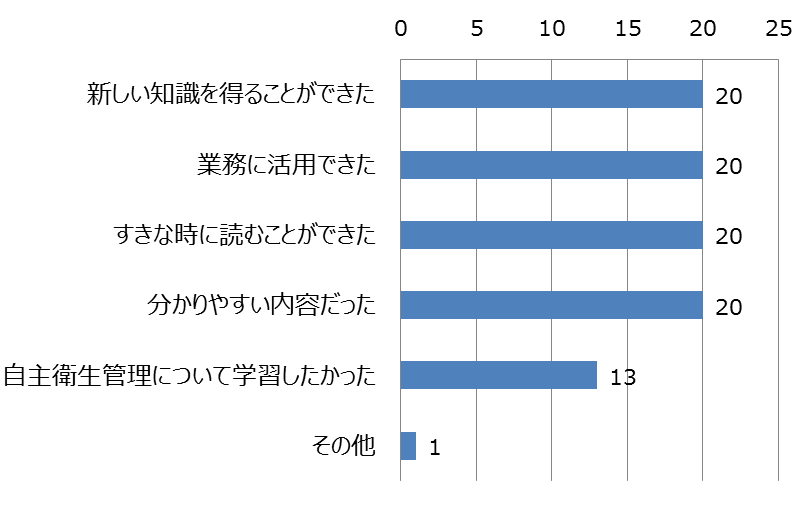 0 5 10 15 20 25
新しい知識を得ることができた 20
業務に活用できた 20
すきな時に読むことができた 20
分かりやすい内容だった 20
自主衛生管理について学習したかった 13
その他 1